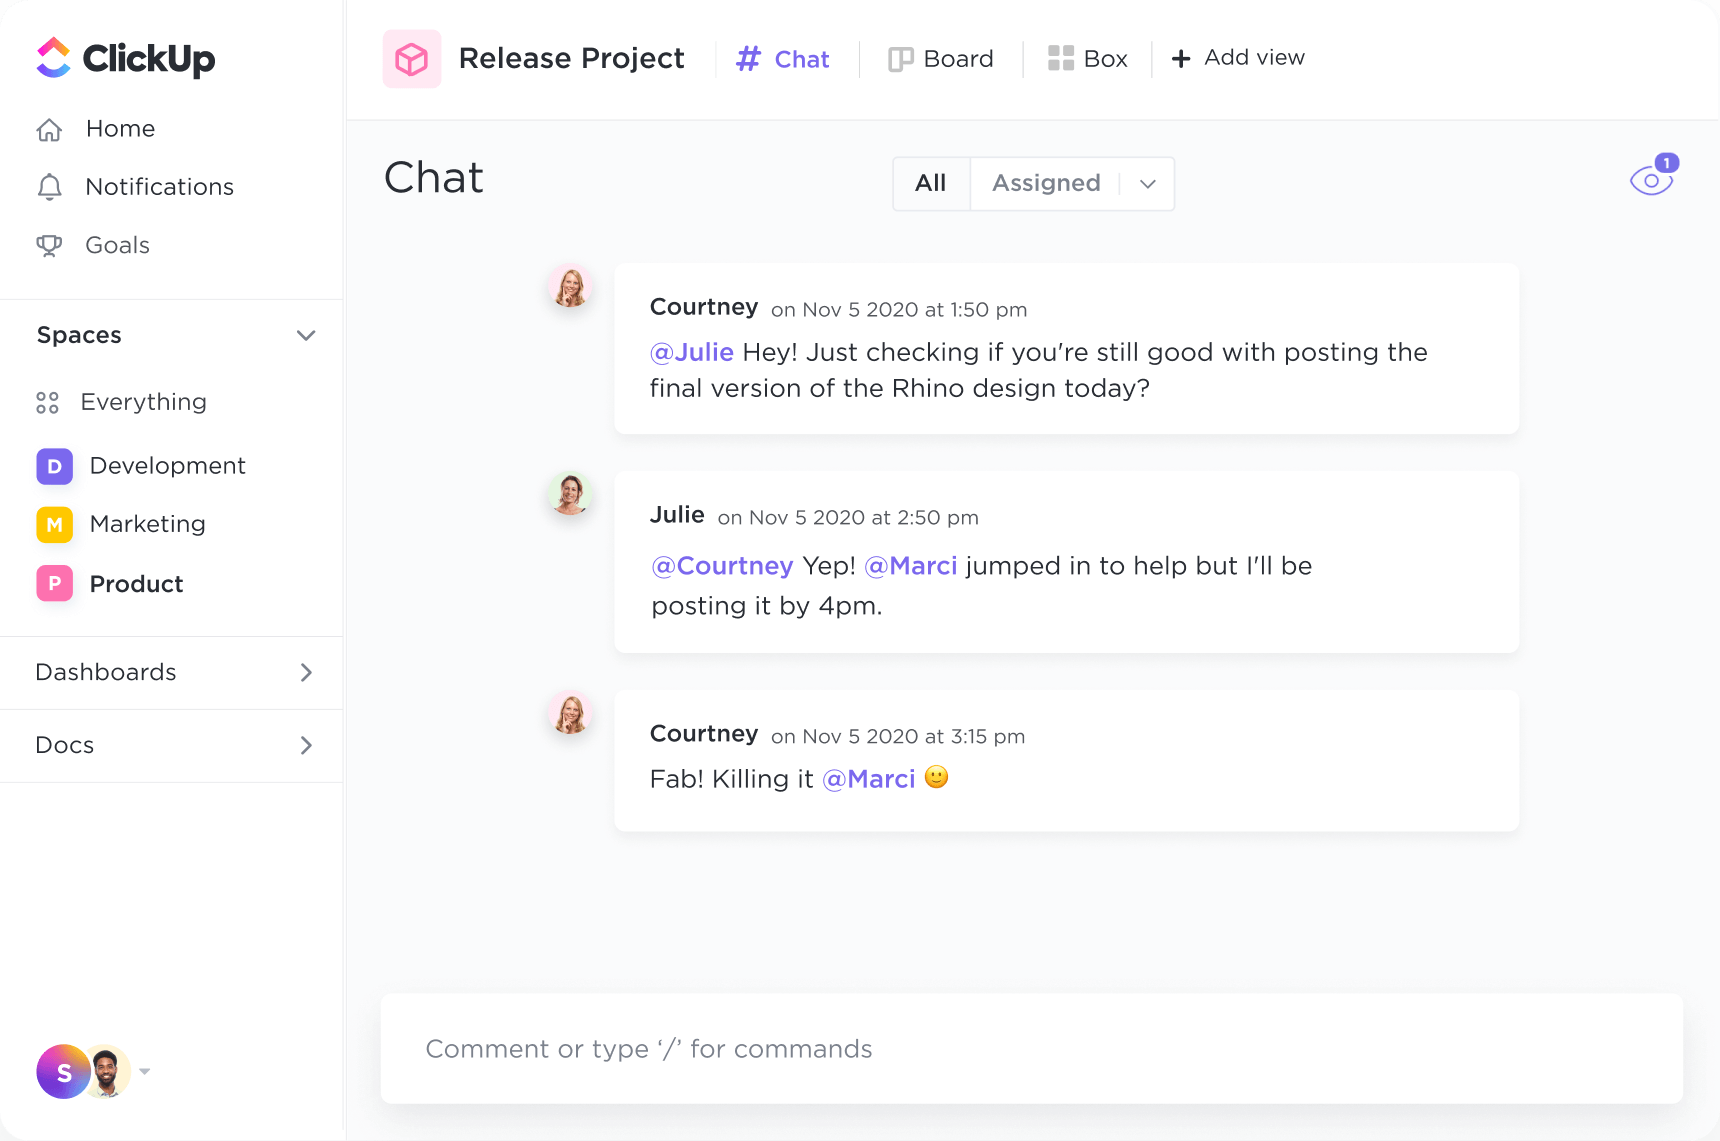 ClickUp
Home
Notifications
Goals
Spaces
Everything
D Development
M Marketing
P Product
Dashboards
Docs
S
Release Project
# Chat
Board
Box
+ Add view
Chat
All
Assigned
1
Courtney on Nov 5 2020 at 1:50 pm
@Julie Hey! Just checking if you're still good with posting the
final version of the Rhino design today?
Julie on Nov 5 2020 at 2:50 pm
@Courtney Yep! @Marci jumped in to help but I'll be
posting it by 4pm.
Courtney on Nov 5 2020 at 3:15 pm
Fab! Killing it @Marci 🙂
Comment or type ‘/’ for commands